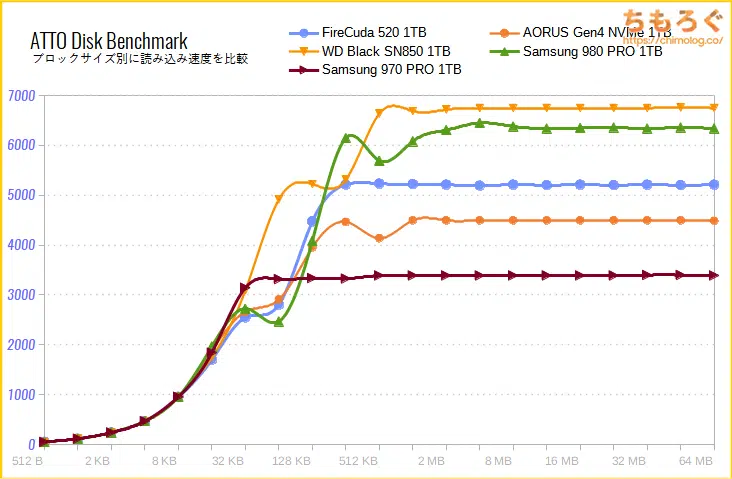 ちもろぐ
https://chimolog.co/
ATTO Disk Benchmark
ブロックサイズ別に読み込み速度を比較
FireCuda 520 1TB
AORUS Gen4 NVMe 1TB
WD Black SN850 1TB
Samsung 980 PRO 1TB
Samsung 970 PRO 1TB
7000
6000
5000
4000
3000
2000
1000
0
512 B
2 KB
8 KB
32 KB
128 KB
512 KB
2 MB
8 MB
16 MB
32 MB
64 MB